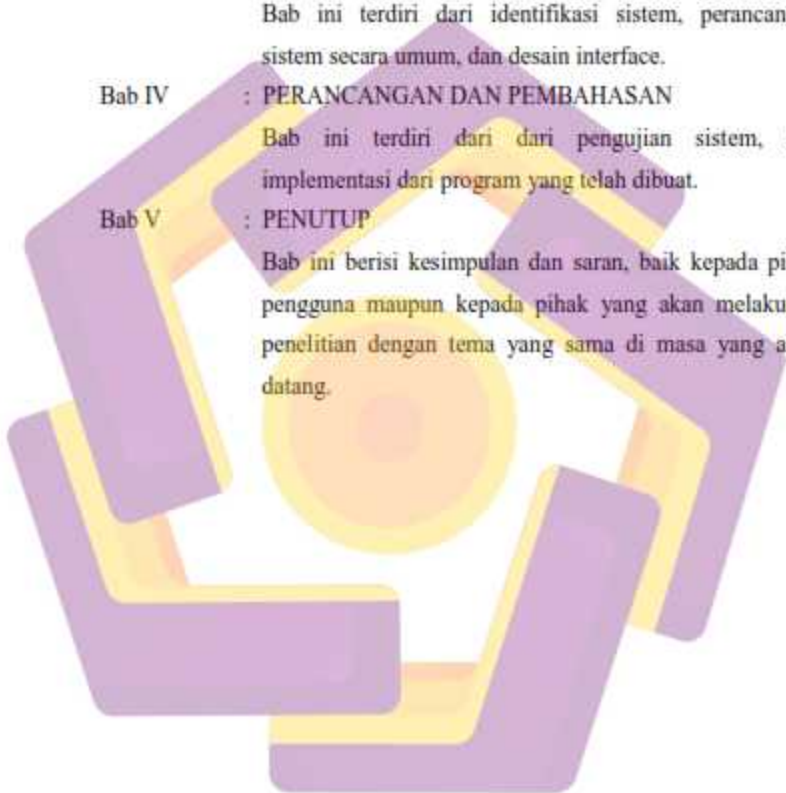 Bab ini terdiri dari identifikasi sistem, perancan
sistem secara umum, dan desain interface.
Bab IV : PERANCANGAN DAN PEMBAHASAN
Bab ini terdiri dari dari pengujian sistem,
implementasi dari program yang telah dibuat.
Bab V : PENUTUP
Bab ini berisi kesimpulan dan saran, baik kepada pi
pengguna maupun kepada pihak yang akan melaku
penelitian dengan tema yang sama di masa yang a
datang.